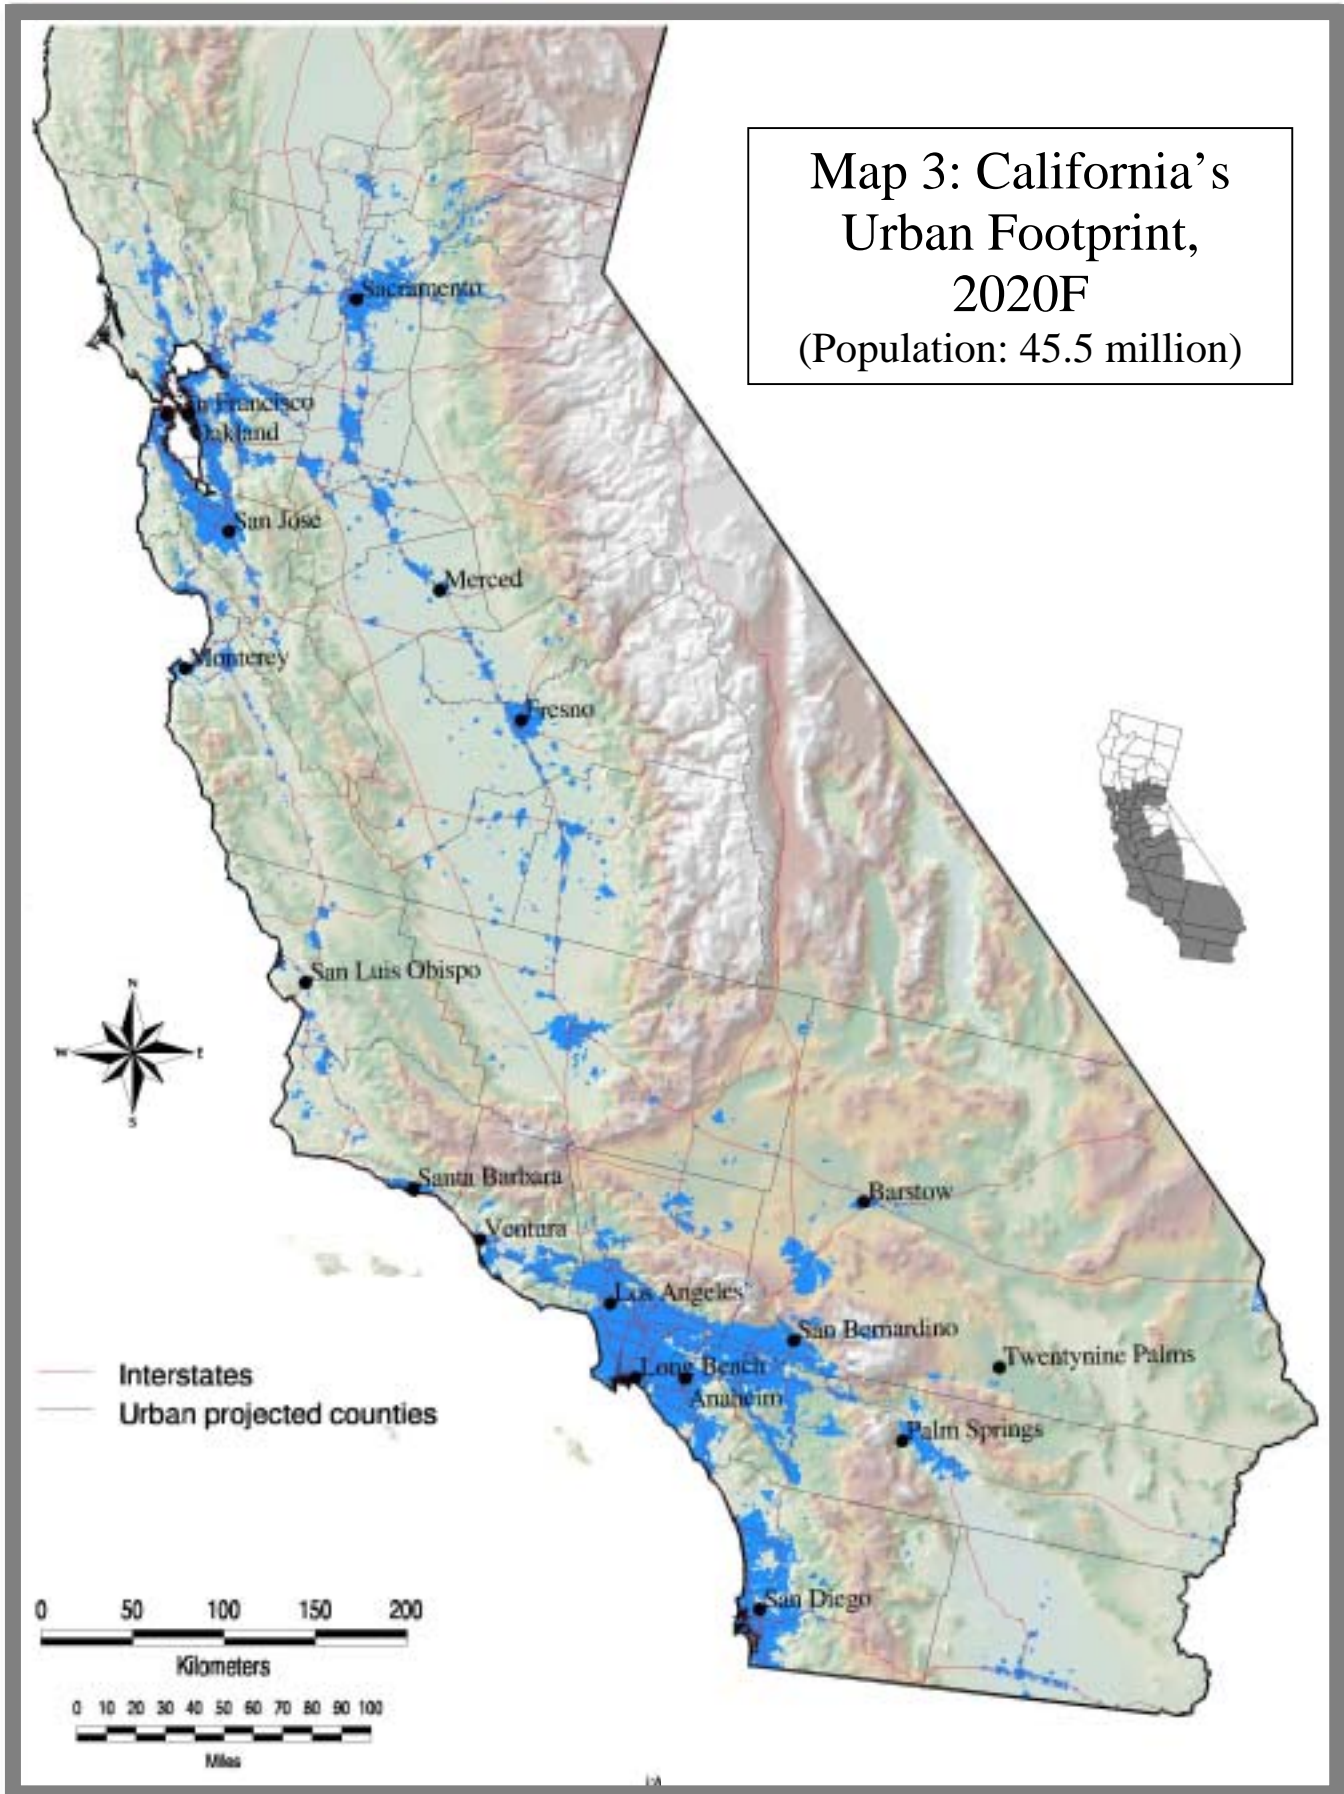 Map 3: California's
Urban Footprint,
2020F
(Population: 45.5 million)
Sacramento
Francisco
Oakland
San Jose
Merced
Monterey
Fresno
San Luis Obispo
N
W
E
S
Santa Barbara
Ventura
Barstow
Los Angeles
San Bernardino
Twentynine Palms
Long Beach
Anaheim
Palm Springs
San Diego
Interstates
Urban projected counties
0 50 100 150 200
Kilometers
0 10 20 30 40 50 60 70 80 90 100
Miles